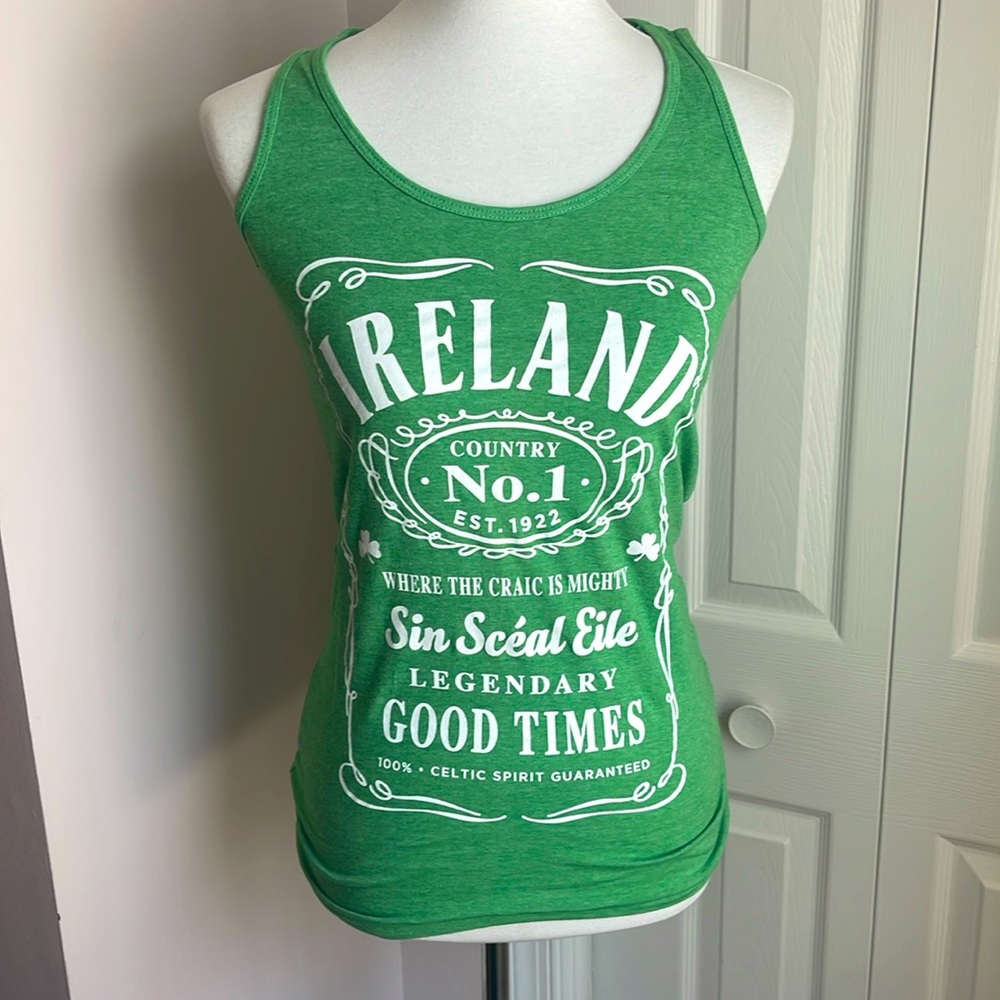 IRELAND
COUNTRY
· No.1 ·
EST. 1922
WHERE THE CRAIC IS MIGHTY
Sin Scéal Eile
LEGENDARY
GOOD TIMES
100% • CELTIC SPIRIT GUARANTEED